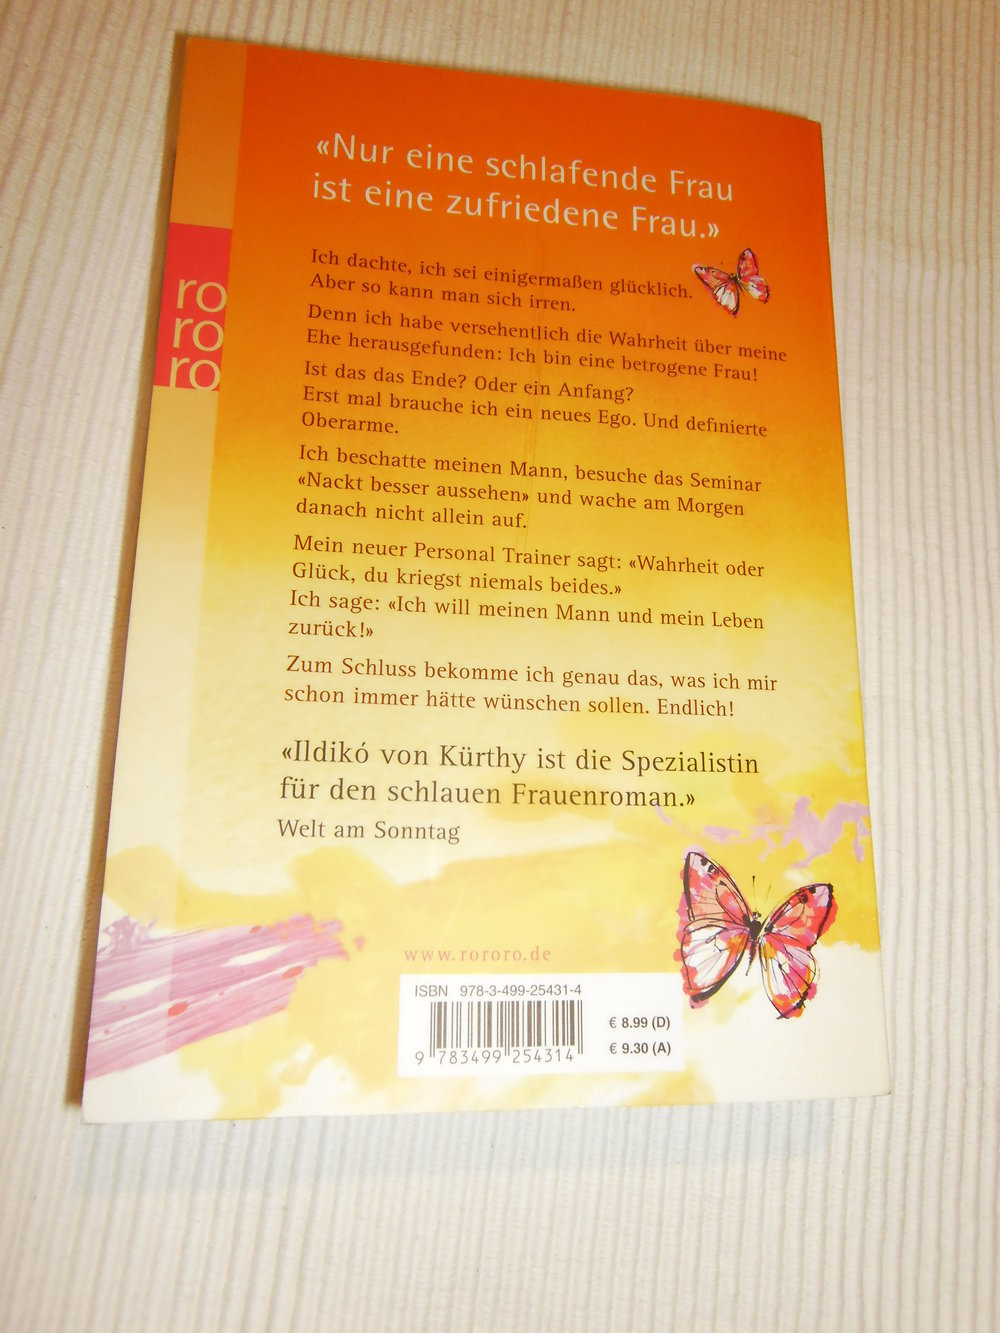 «Nur eine schlafende Frau
ist eine zufriedene Frau.»
Ich dachte, ich sei einigermaßen glücklich.
Aber so kann man sich irren.
Denn ich habe versehentlich die Wahrheit über meine
Ehe herausgefunden: Ich bin eine betrogene Frau!
Ist das das Ende? Oder ein Anfang?
Erst mal brauche ich ein neues Ego. Und definierte
Oberarme.
Ich beschatte meinen Mann, besuche das Seminar
«Nackt besser aussehen» und wache am Morgen
danach nicht allein auf.
Mein neuer Personal Trainer sagt: «Wahrheit oder
Glück, du kriegst niemals beides.»
Ich sage: «Ich will meinen Mann und mein Leben
zurück!»
Zum Schluss bekomme ich genau das, was ich mir
schon immer hätte wünschen sollen. Endlich!
«Ildikó von Kürthy ist die Spezialistin
für den schlauen Frauenroman.»
Welt am Sonntag
ro
ro
ro
www.rororo.de
ISBN 978-3-499-25431-4
€ 8.99 (D)
€ 9.30 (A)
9 783499 254314